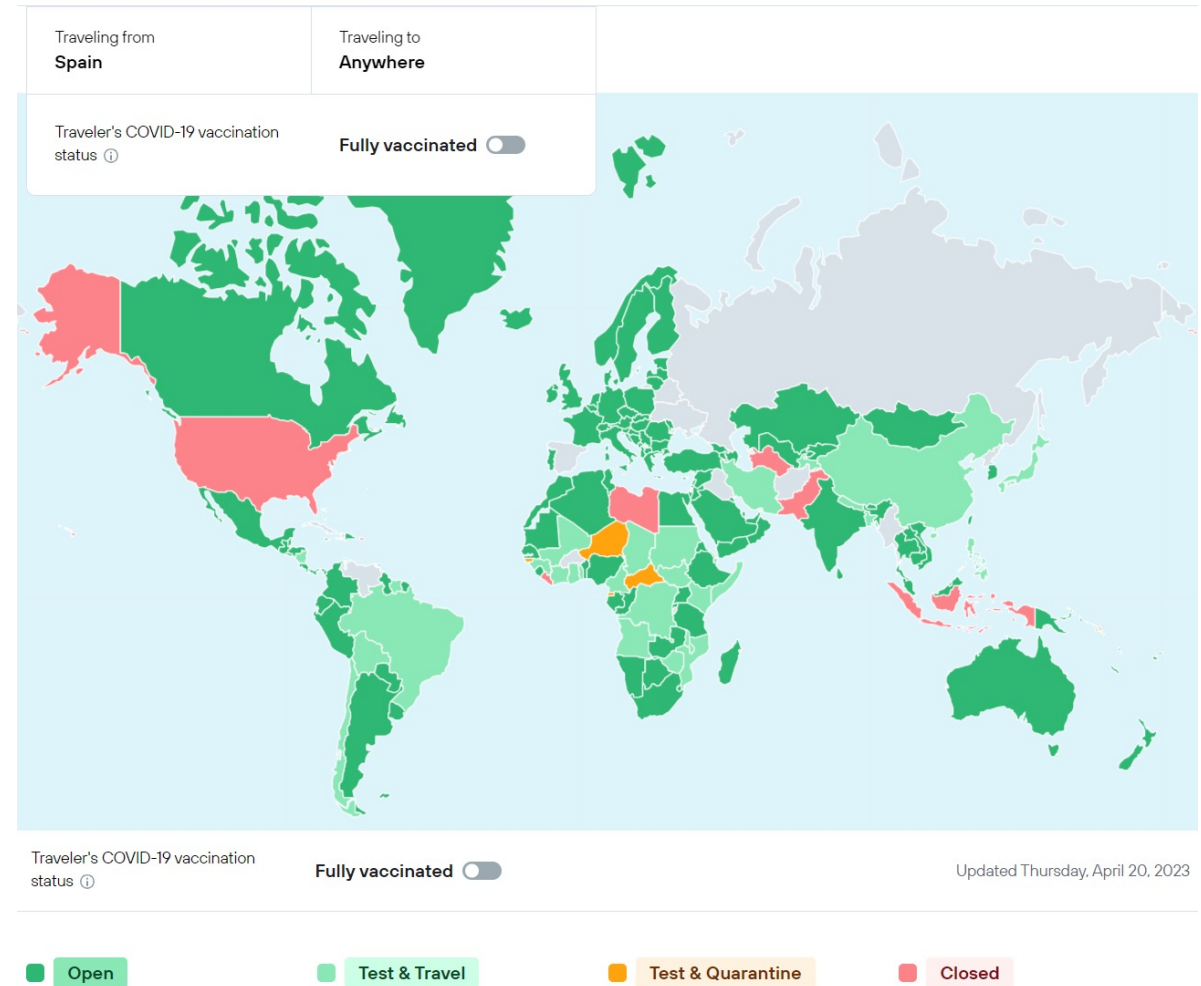 Traveling from
Spain
Traveling to
Anywhere
Traveler's COVID-19 vaccination
status
Fully vaccinated
Traveler's COVID-19 vaccination
status
Fully vaccinated
Updated Thursday, April 20, 2023
Open
Test & Travel
Test & Quarantine
Closed